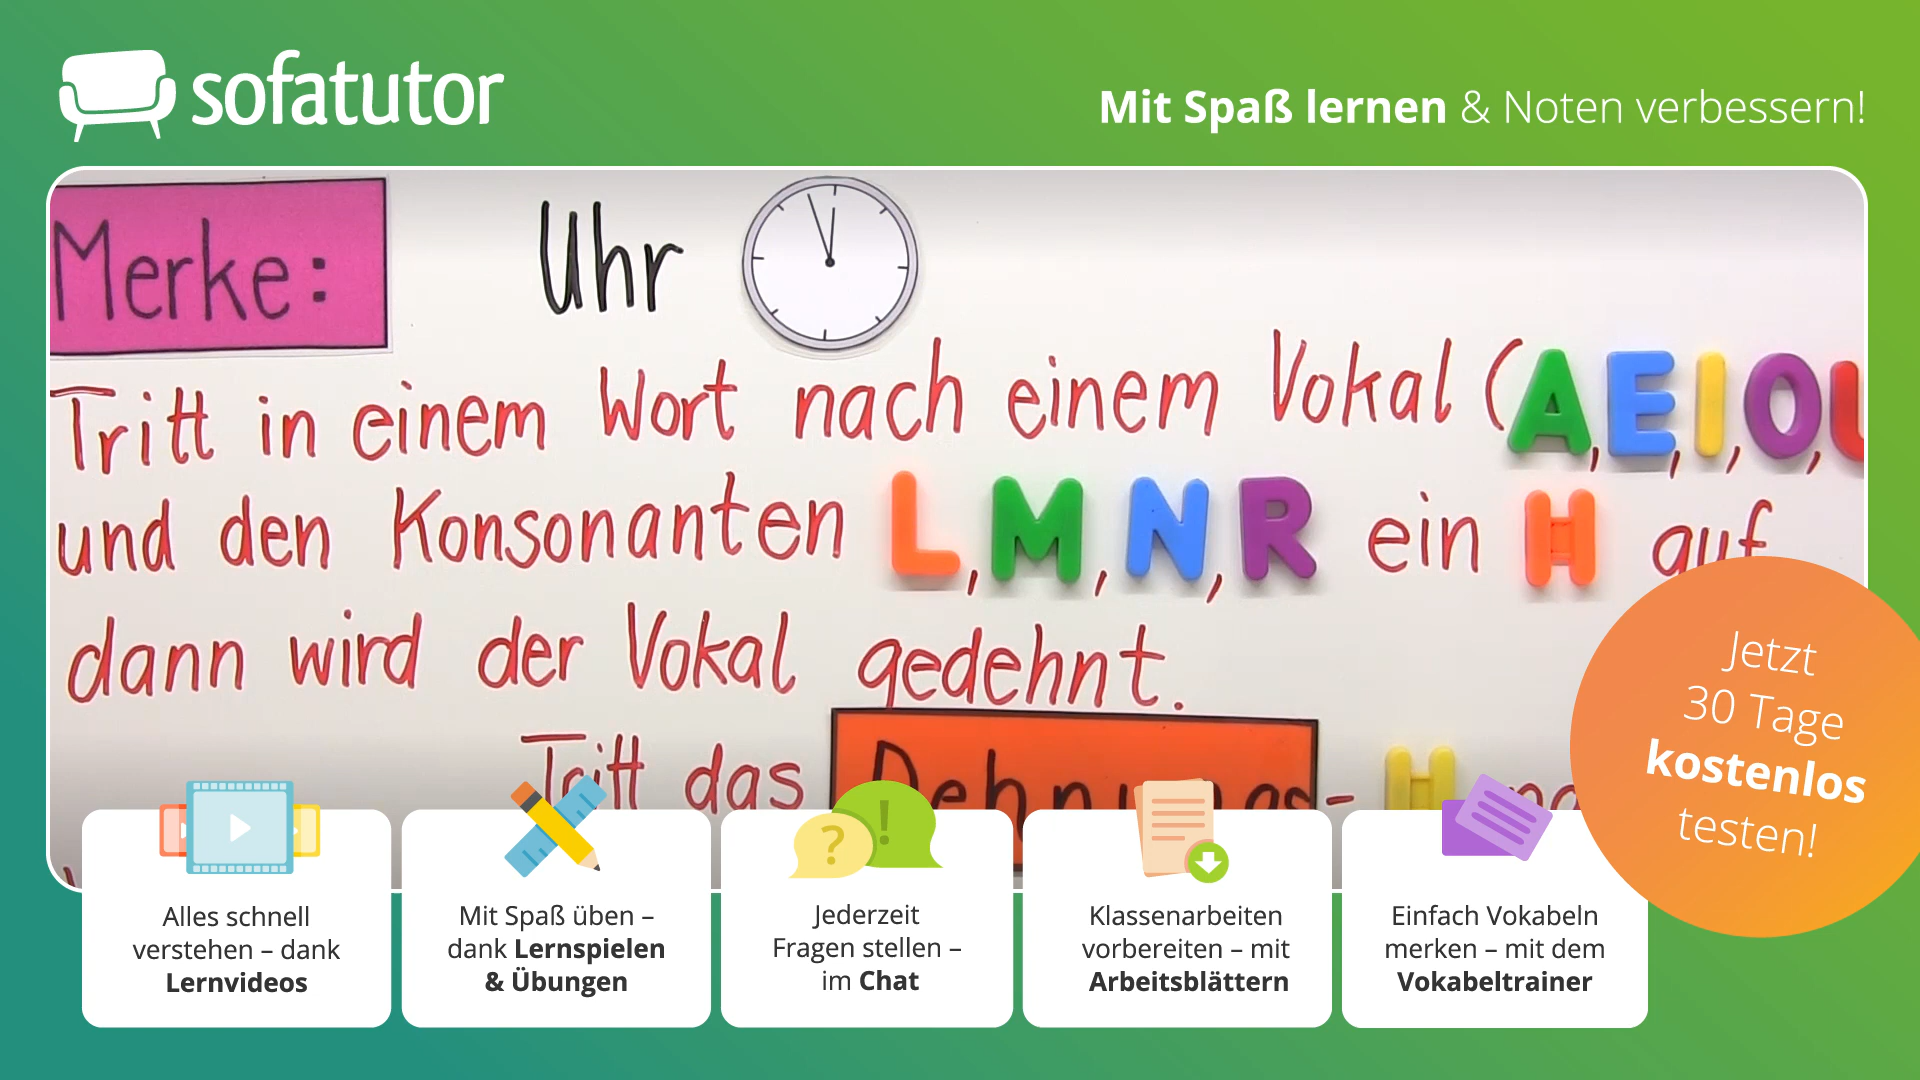 sofatutor
Mit Spaß lernen & Noten verbessern!
Merke: Uhr
Tritt in einem Wort nach einem Vokal (A, E, I, O, U
und den Konsonanten L, M, N, R ein H auf
dann wird der Vokal gedehnt.
Tritt das Dehnungs-H
Jetzt
30 Tage
kostenlos
testen!
Alles schnell
verstehen – dank
Lernvideos
Mit Spaß üben –
dank Lernspielen
& Übungen
?
!
Jederzeit
Fragen stellen –
im Chat
Klassenarbeiten
vorbereiten – mit
Arbeitsblättern
Einfach Vokabeln
merken – mit dem
Vokabeltrainer